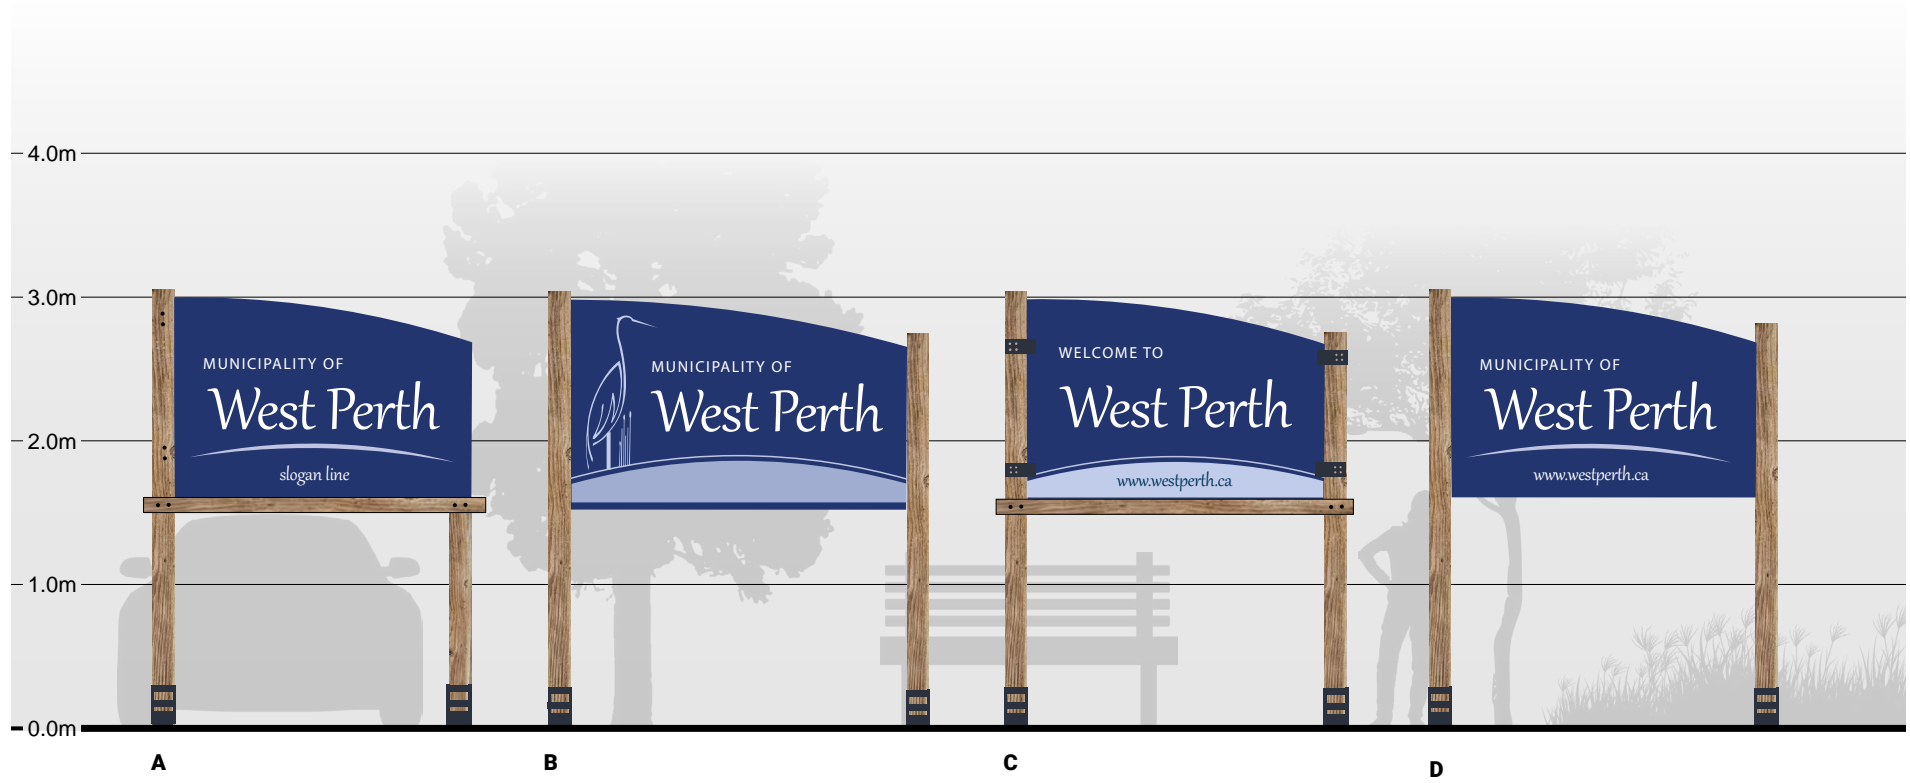 4.0m
3.0m
2.0m
1.0m
0.0m
MUNICIPALITY OF
West Perth
slogan line
MUNICIPALITY OF
West Perth
WELCOME TO
West Perth
www.westperth.ca
MUNICIPALITY OF
West Perth
www.westperth.ca
A
B
C
D